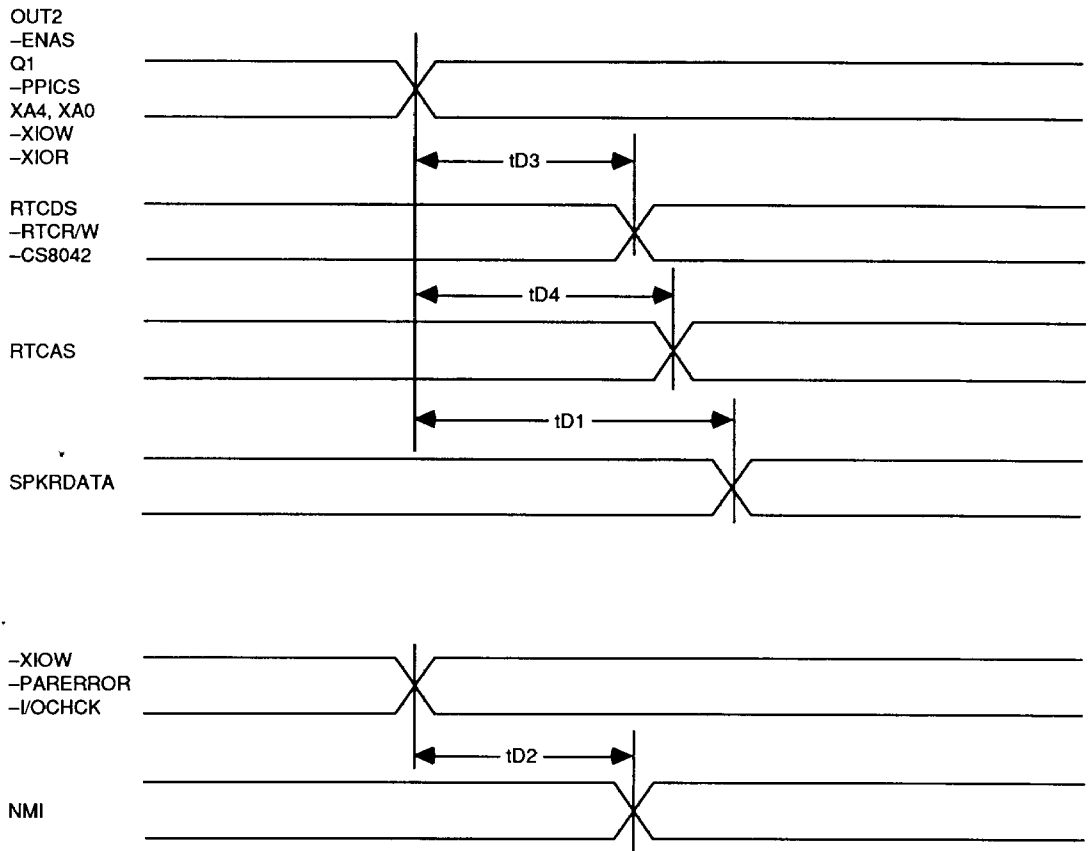 OUT2
–ENAS
Q1
–PPICS
XA4, XA0
–XIOW
–XIOR
tD3
RTCDS
–RTCR/W
–CS8042
tD4
RTCAS
tD1
SPKRDATA
–XIOW
–PARERROR
–I/OCHCK
tD2
NMI